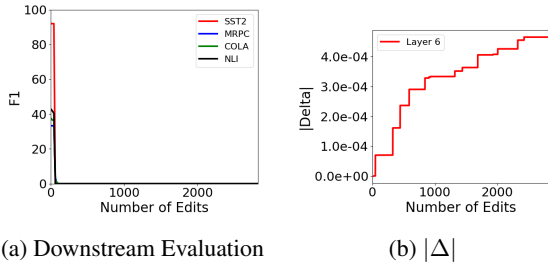 100
80
60
40
20
0
F1
SST2
MRPC
COLA
NLI
0 1000 2000
Number of Edits
(a) Downstream Evaluation
4.0e-04
3.0e-04
2.0e-04
1.0e-04
0.0e+00
|Delta|
Layer 6
0 1000 2000
Number of Edits
(b) |Δ|